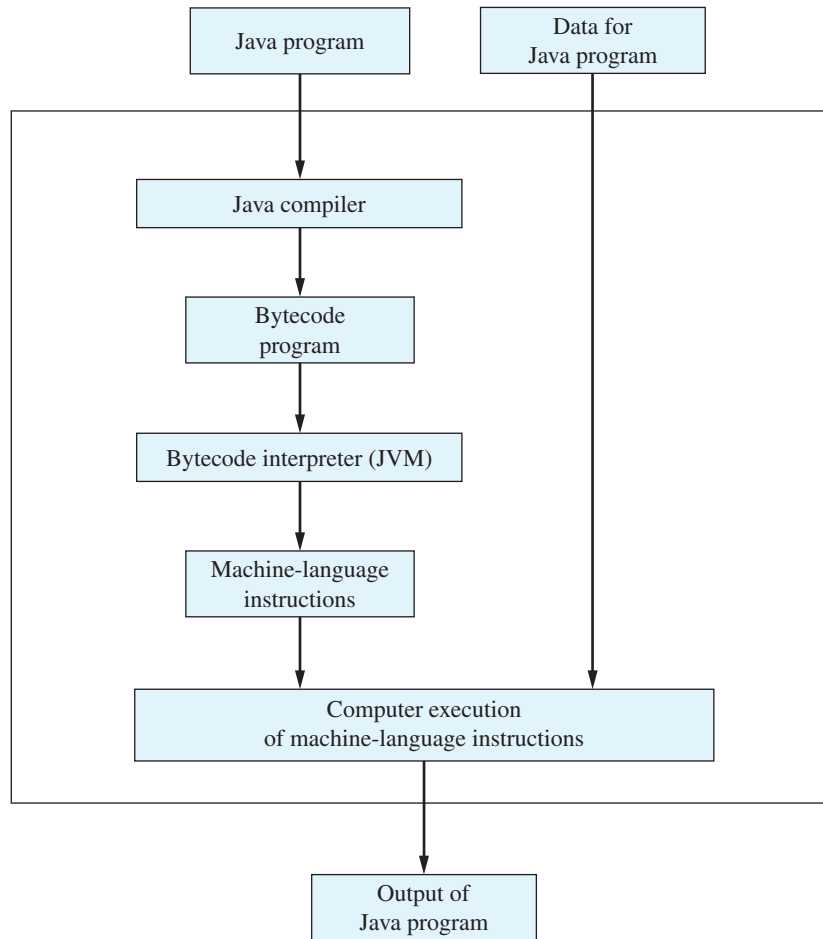 Java program
Data for
Java program
Java compiler
Bytecode
program
Bytecode interpreter (JVM)
Machine-language
instructions
Computer execution
of machine-language instructions
Output of
Java program